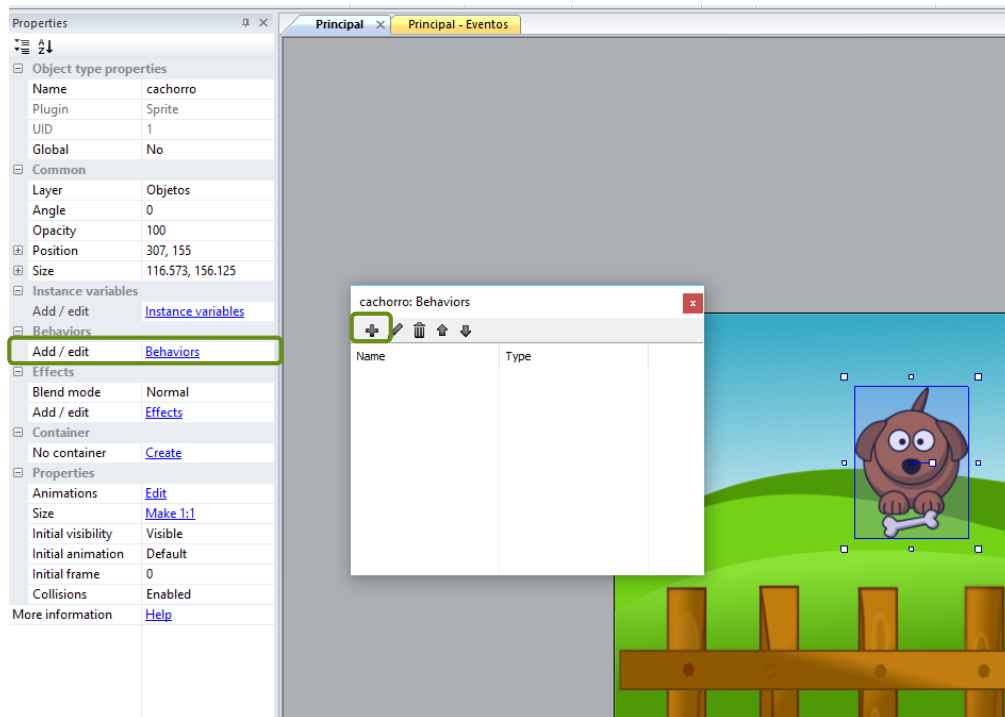 Properties
Principal
Principal - Eventos
Object type properties
Name cachorro
Plugin Sprite
UID 1
Global No
Common
Layer Objetos
Angle 0
Opacity 100
Position 307, 155
Size 116.573, 156.125
Instance variables
Add / edit Instance variables
Behaviors
Add / edit Behaviors
Effects
Blend mode Normal
Add / edit Effects
Container
No container Create
Properties
Animations Edit
Size Make 1:1
Initial visibility Visible
Initial animation Default
Initial frame 0
Collisions Enabled
More information Help
cachorro: Behaviors
Name Type